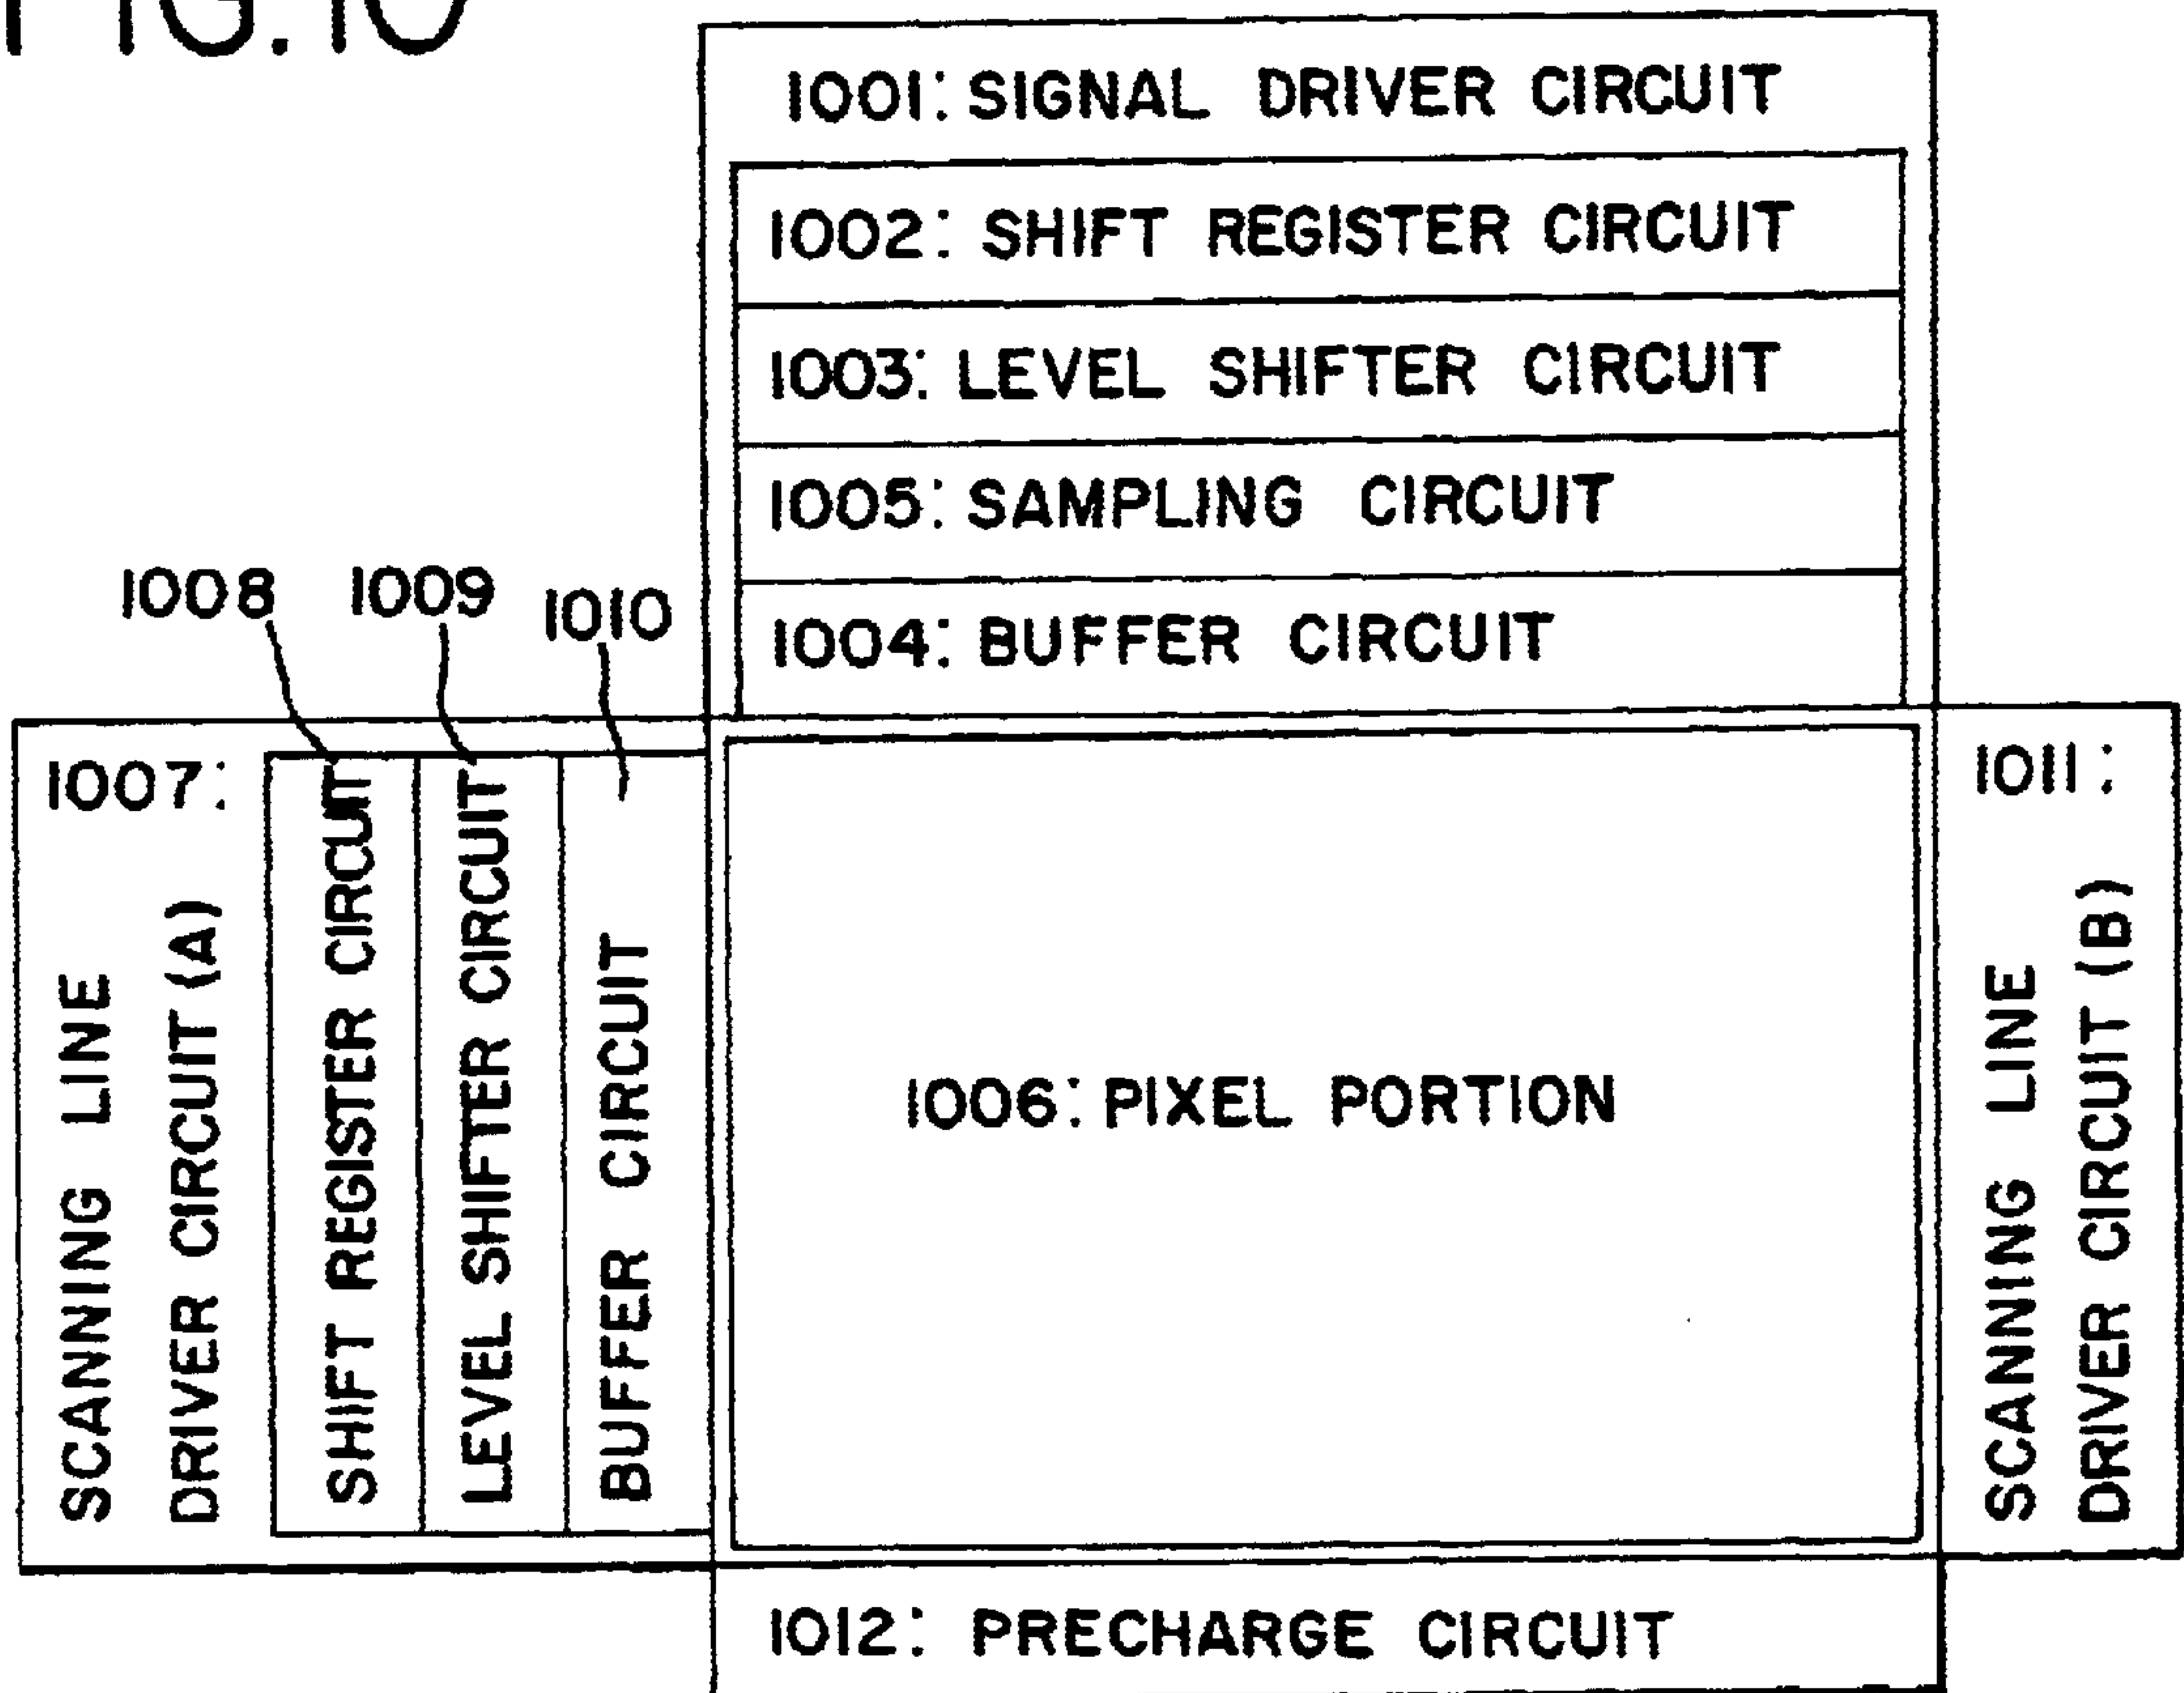 FIG.10
1001: SIGNAL DRIVER CIRCUIT
1002: SHIFT REGISTER CIRCUIT
1003: LEVEL SHIFTER CIRCUIT
1005: SAMPLING CIRCUIT
1004: BUFFER CIRCUIT
1008
1009
1010
1007:
SCANNING LINE
DRIVER CIRCUIT (A)
SHIFT REGISTER CIRCUIT
LEVEL SHIFTER CIRCUIT
BUFFER CIRCUIT
1006: PIXEL PORTION
1011:
SCANNING LINE
DRIVER CIRCUIT (B)
1012: PRECHARGE CIRCUIT